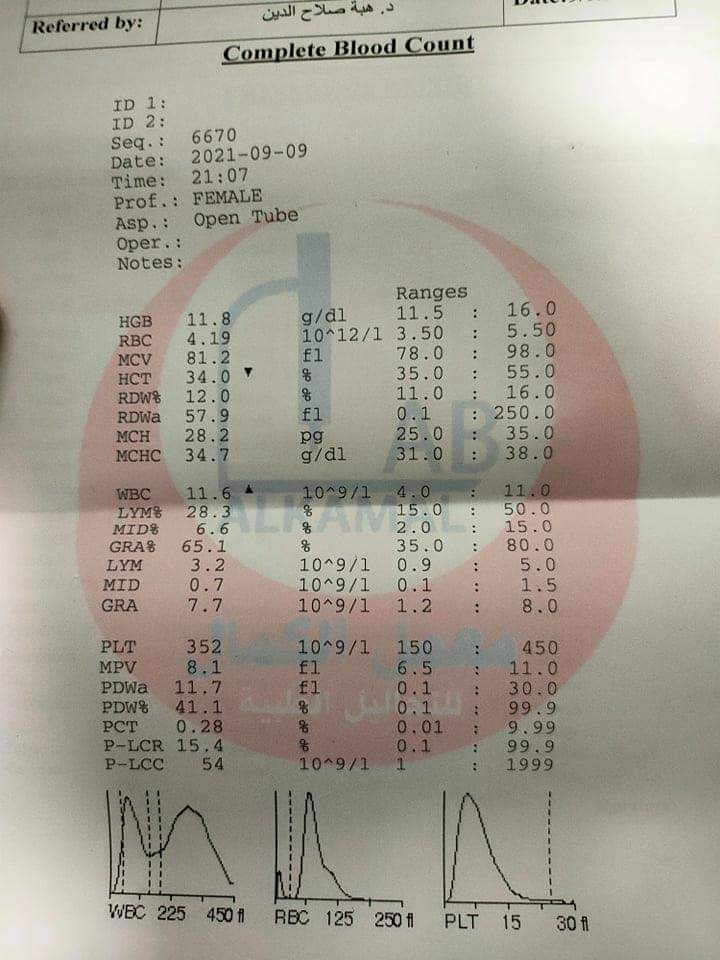 د. هبة صلاح الدين
Referred by:
Complete Blood Count
ID 1:
ID 2:
Seq.: 6670
Date: 2021-09-09
Time: 21:07
Prof.: FEMALE
Asp.: Open Tube
Oper.:
Notes:
Ranges
HGB 11.8 g/dl 11.5 : 16.0
RBC 4.19 10^12/l 3.50 : 5.50
MCV 81.2 fl 78.0 : 98.0
HCT 34.0 ▼ % 35.0 : 55.0
RDW% 12.0 % 11.0 : 16.0
RDWa 57.9 fl 0.1 : 250.0
MCH 28.2 pg 25.0 : 35.0
MCHC 34.7 g/dl 31.0 : 38.0
LAB
WBC 11.6 ▲ 10^9/l 4.0 : 11.0
LYM% 28.3 % 15.0 : 50.0
ALKAMAL
MID% 6.6 % 2.0 : 15.0
GRA% 65.1 % 35.0 : 80.0
LYM 3.2 10^9/l 0.9 : 5.0
MID 0.7 10^9/l 0.1 : 1.5
GRA 7.7 10^9/l 1.2 : 8.0
معمل الكمال
PLT 352 10^9/l 150 : 450
MPV 8.1 fl 6.5 : 11.0
PDWa 11.7 fl 0.1 : 30.0
للتحاليل الطبية
PDW% 41.1 % 0.1 : 99.9
PCT 0.28 % 0.01 : 9.99
P-LCR 15.4 % 0.1 : 99.9
P-LCC 54 10^9/l 1 : 1999
WBC 225 450 fl RBC 125 250 fl PLT 15 30 fl